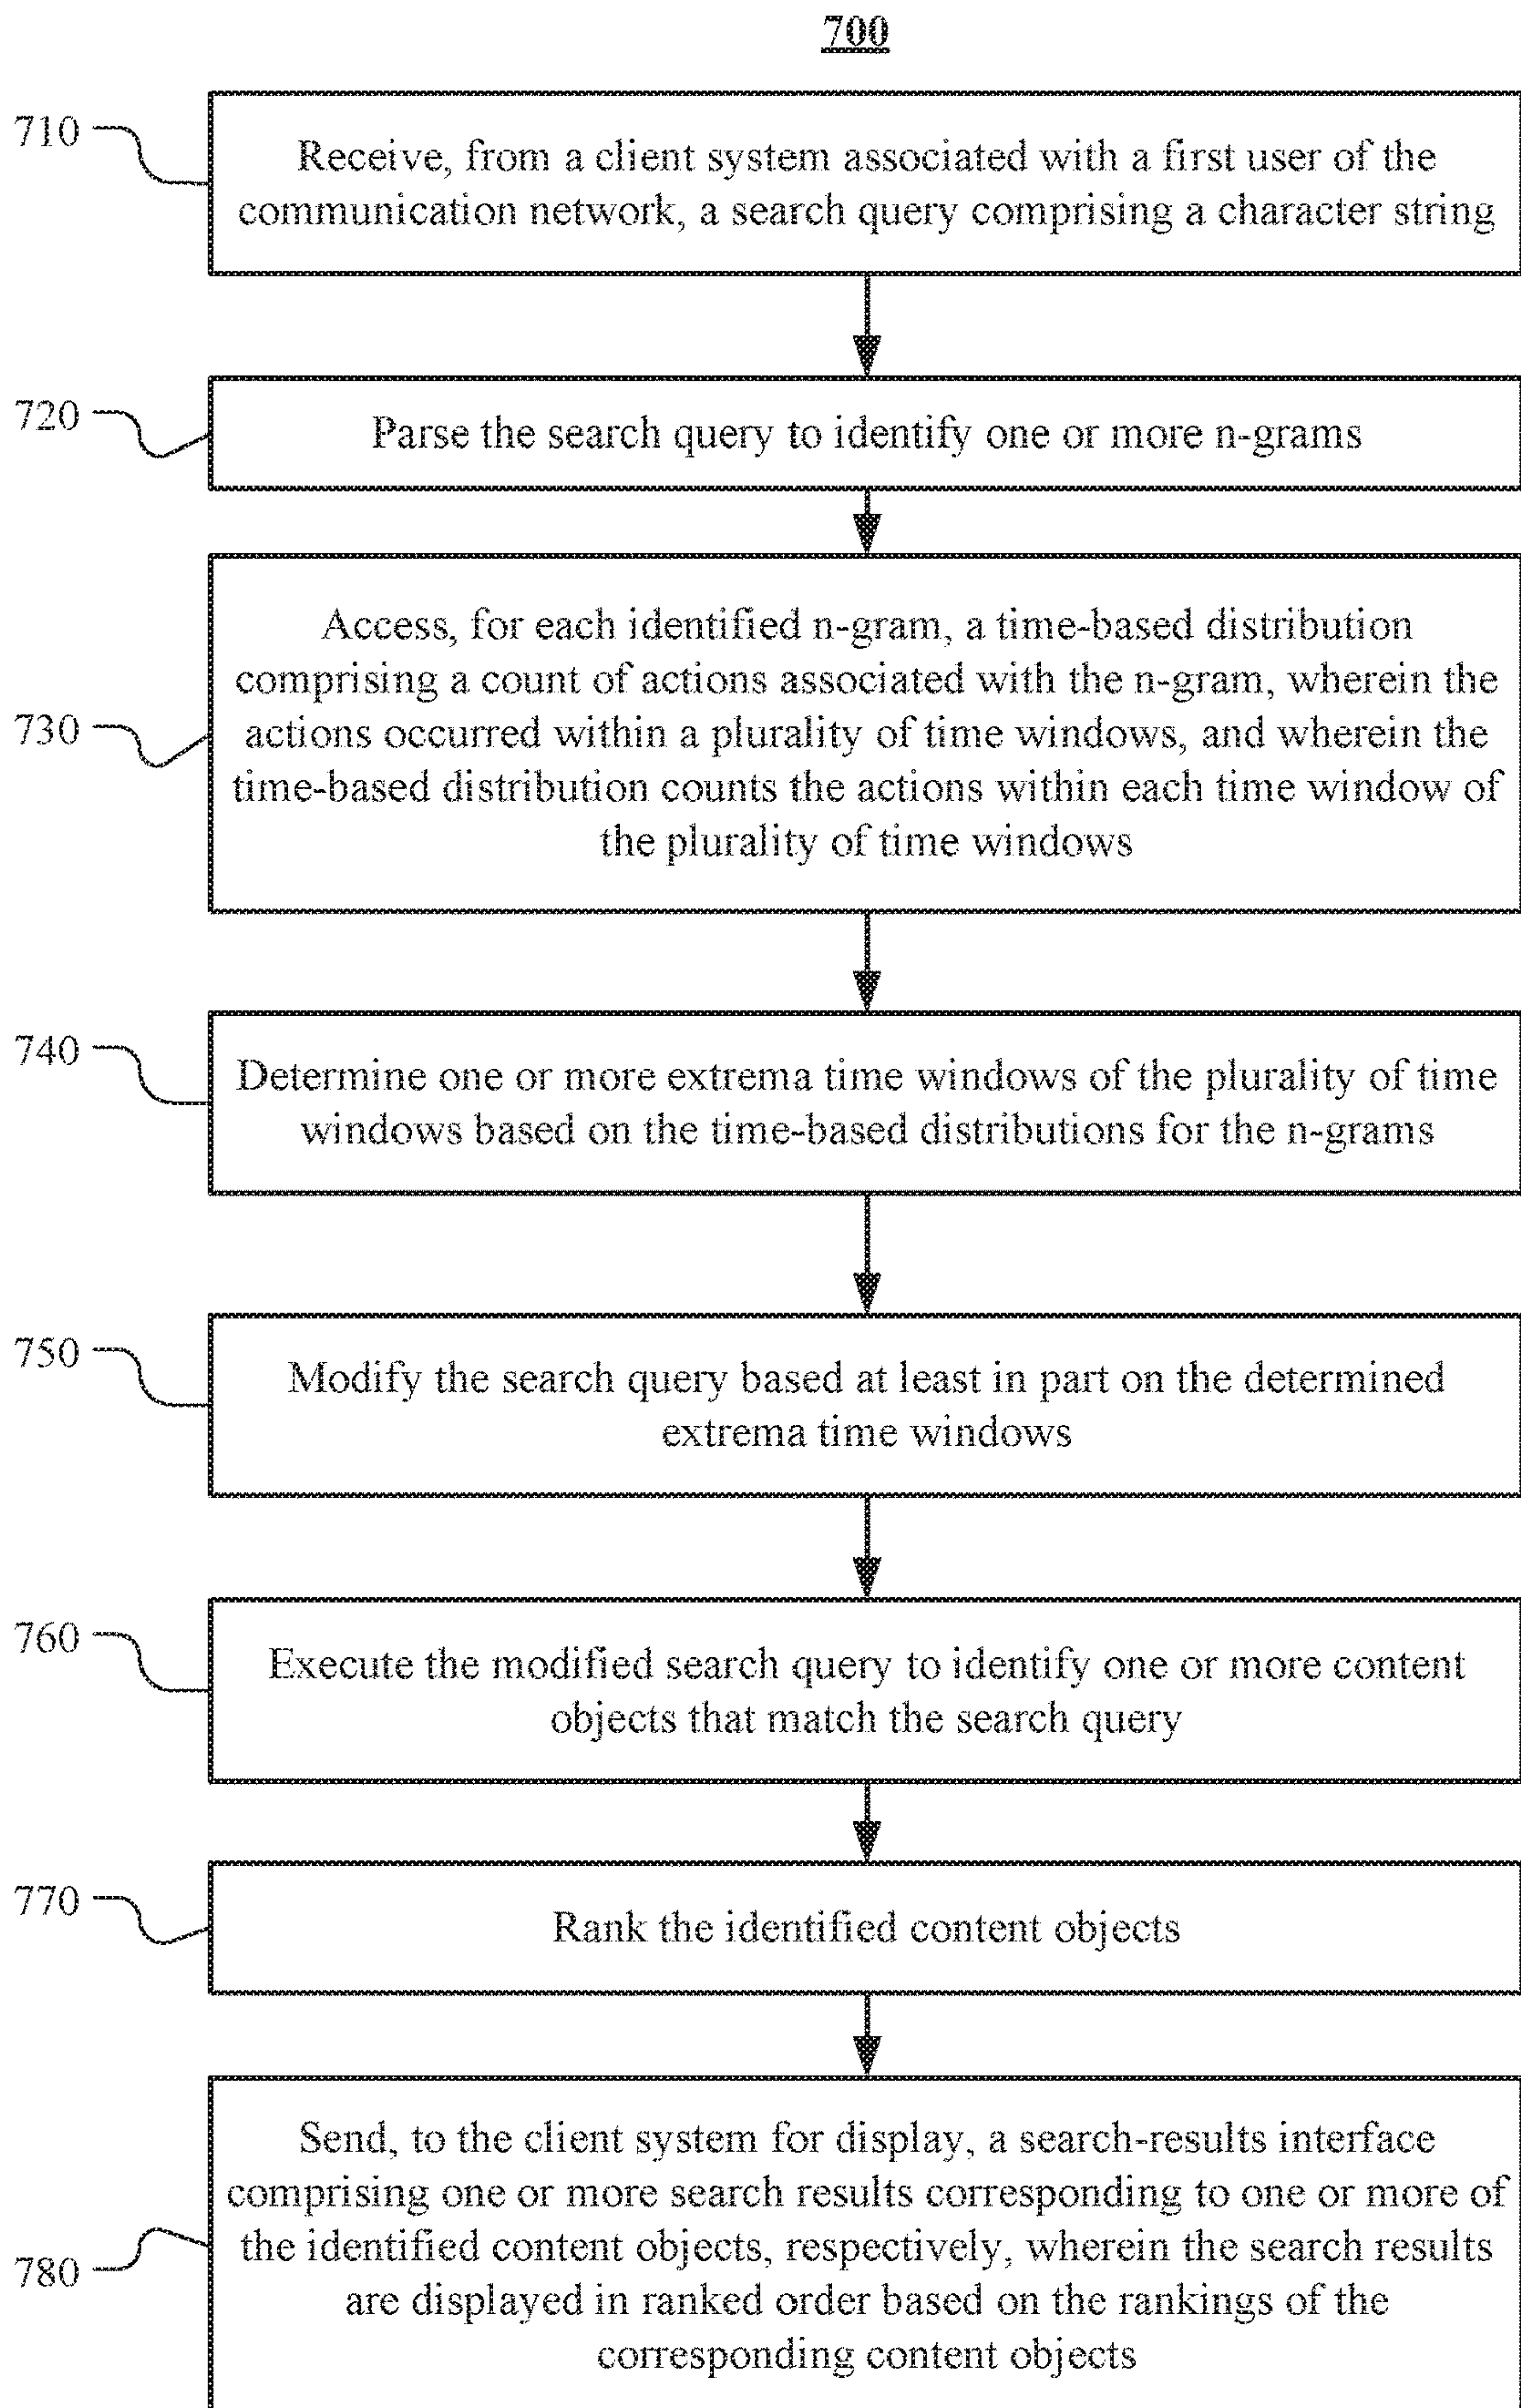 700
710
Receive, from a client system associated with a first user of the
communication network, a search query comprising a character string
720
Parse the search query to identify one or more n-grams
730
Access, for each identified n-gram, a time-based distribution
comprising a count of actions associated with the n-gram, wherein the
actions occurred within a plurality of time windows, and wherein the
time-based distribution counts the actions within each time window of
the plurality of time windows
740
Determine one or more extrema time windows of the plurality of time
windows based on the time-based distributions for the n-grams
750
Modify the search query based at least in part on the determined
extrema time windows
760
Execute the modified search query to identify one or more content
objects that match the search query
770
Rank the identified content objects
780
Send, to the client system for display, a search-results interface
comprising one or more search results corresponding to one or more of
the identified content objects, respectively, wherein the search results
are displayed in ranked order based on the rankings of the
corresponding content objects